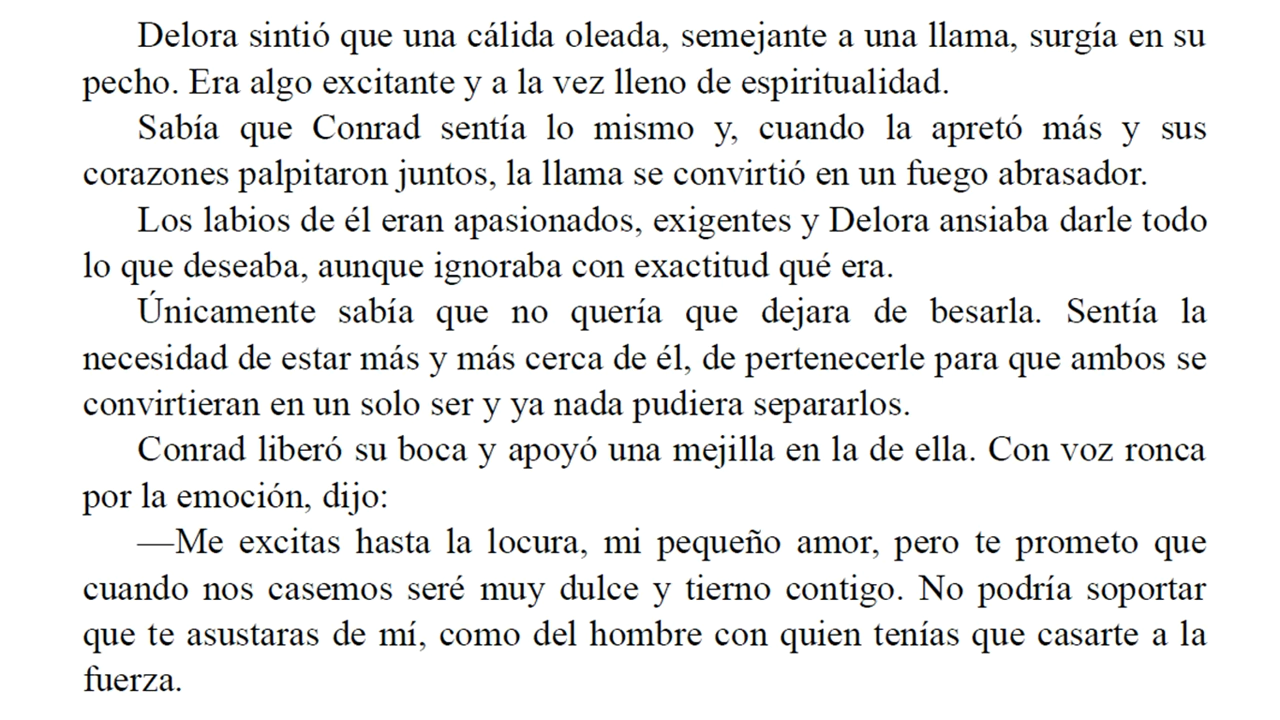 Delora sintió que una cálida oleada, semejante a una llama, surgía en su
pecho. Era algo excitante y a la vez lleno de espiritualidad.
Sabía que Conrad sentía lo mismo y, cuando la apretó más y sus
corazones palpitaron juntos, la llama se convirtió en un fuego abrasador.
Los labios de él eran apasionados, exigentes y Delora ansiaba darle todo
lo que deseaba, aunque ignoraba con exactitud qué era.
Únicamente sabía que no quería que dejara de besarla. Sentía la
necesidad de estar más y más cerca de él, de pertenecerle para que ambos se
convirtieran en un solo ser y ya nada pudiera separarlos.
Conrad liberó su boca y apoyó una mejilla en la de ella. Con voz ronca
por la emoción, dijo:
—Me excitas hasta la locura, mi pequeño amor, pero te prometo que
cuando nos casemos seré muy dulce y tierno contigo. No podría soportar
que te asustaras de mí, como del hombre con quien tenías que casarte a la
fuerza.